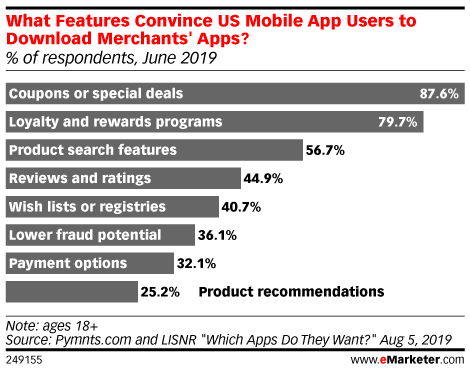 What Features Convince US Mobile App Users to
Download Merchants' Apps?
% of respondents, June 2019
Coupons or special deals 87.6%
Loyalty and rewards programs 79.7%
Product search features 56.7%
Reviews and ratings 44.9%
Wish lists or registries 40.7%
Lower fraud potential 36.1%
Payment options 32.1%
25.2% Product recommendations
Note: ages 18+
Source: Pymnts.com and LISNR "Which Apps Do They Want?" Aug 5, 2019
249155 www.eMarketer.com